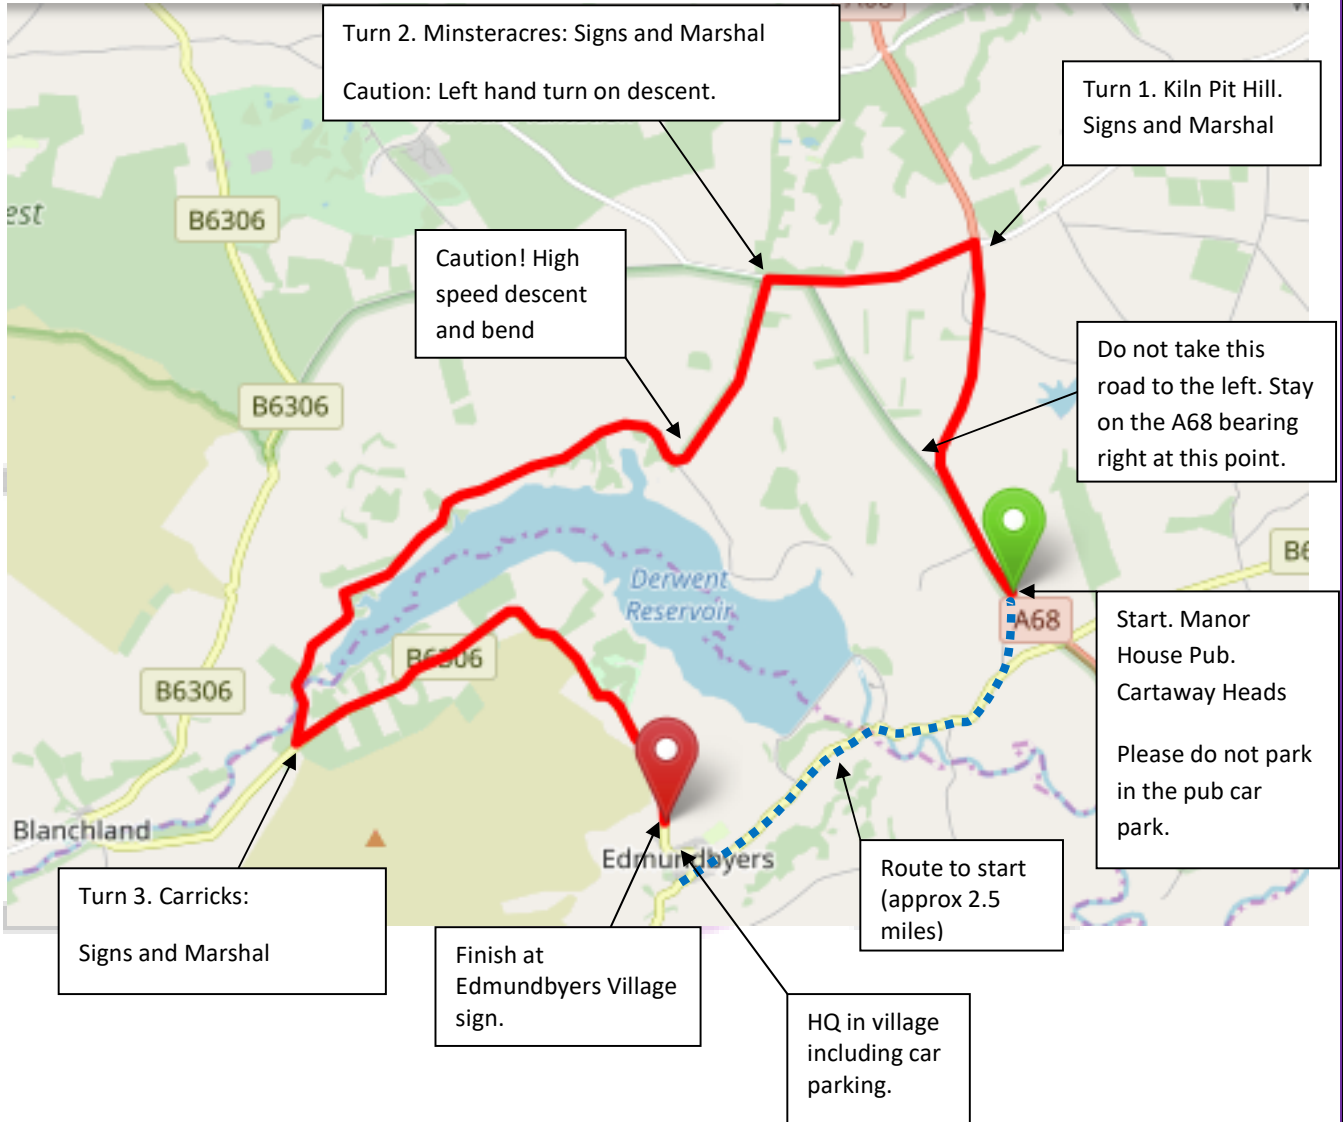 A68
Turn 2. Minsteracres: Signs and Marshal
Caution: Left hand turn on descent.
Turn 1. Kiln Pit Hill.
Signs and Marshal
est
B6306
Caution! High
speed descent
and bend
Do not take this
road to the left. Stay
on the A68 bearing
right at this point.
B6306
B6
Derwent
Reservoir
A68
Start. Manor
House Pub.
Cartaway Heads
Please do not park
in the pub car
park.
B6306
B6306
Blanchland
Edmundbyers
Route to start
(approx 2.5
miles)
Turn 3. Carricks:
Signs and Marshal
Finish at
Edmundbyers Village
sign.
HQ in village
including car
parking.